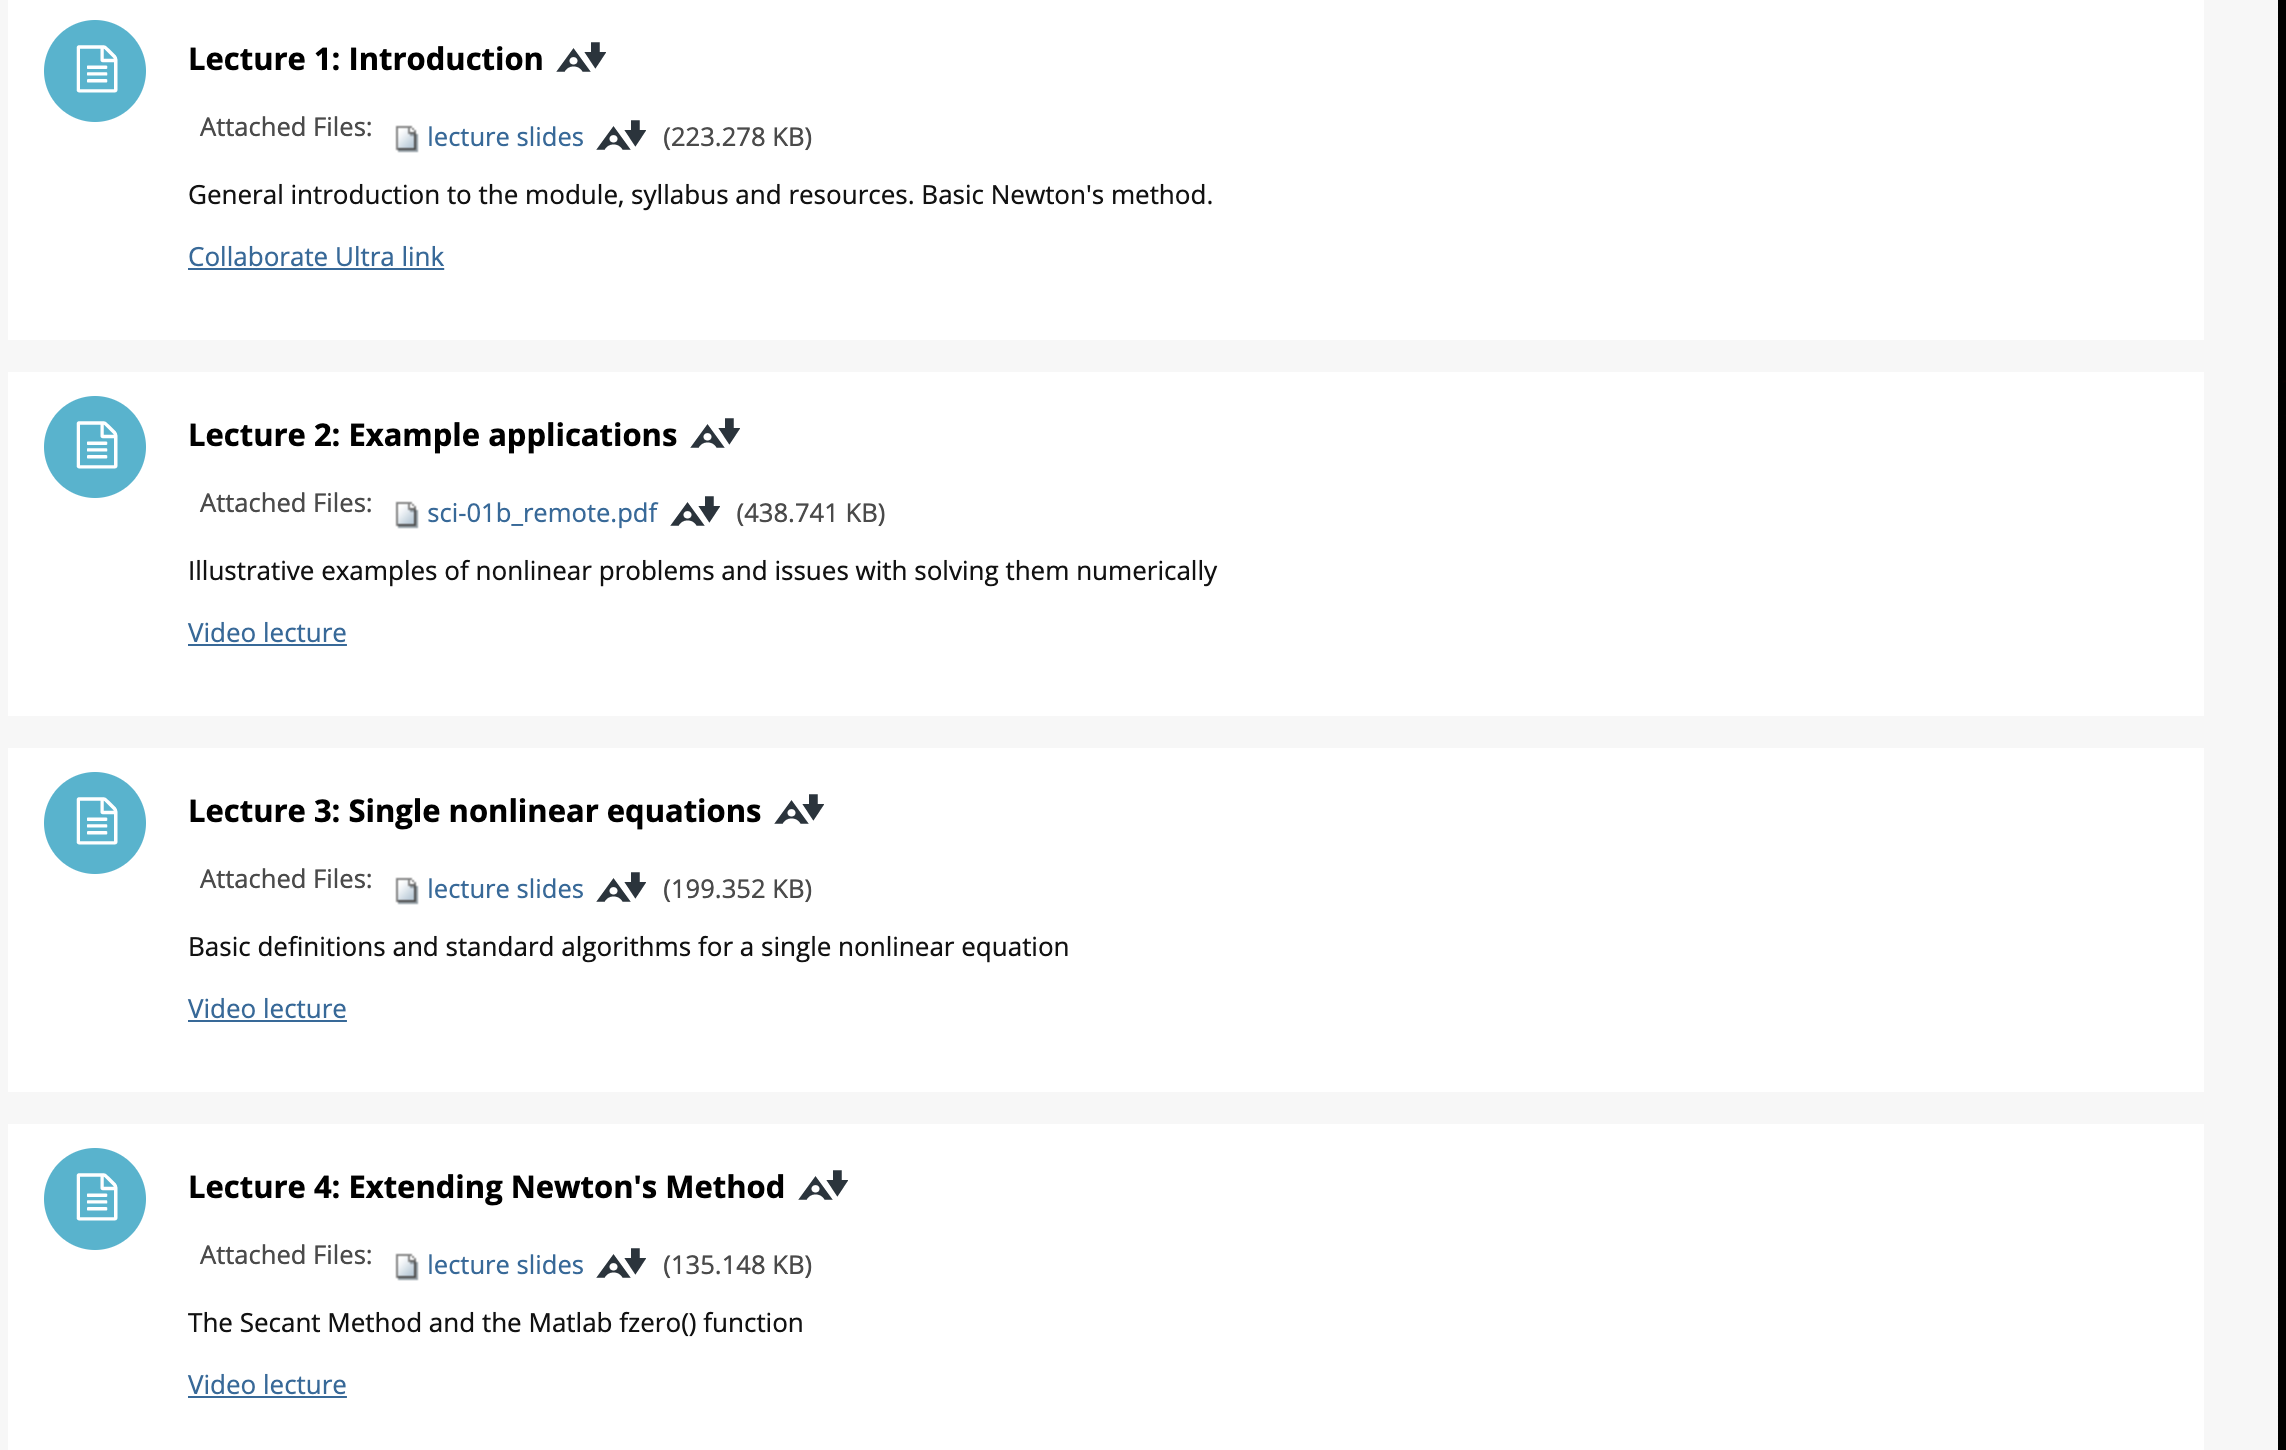 Lecture 1: Introduction
Attached Files: lecture slides (223.278 KB)
General introduction to the module, syllabus and resources. Basic Newton's method.
Collaborate Ultra link
Lecture 2: Example applications
Attached Files: sci-01b_remote.pdf (438.741 KB)
Illustrative examples of nonlinear problems and issues with solving them numerically
Video lecture
Lecture 3: Single nonlinear equations
Attached Files: lecture slides (199.352 KB)
Basic definitions and standard algorithms for a single nonlinear equation
Video lecture
Lecture 4: Extending Newton's Method
Attached Files: lecture slides (135.148 KB)
The Secant Method and the Matlab fzero() function
Video lecture